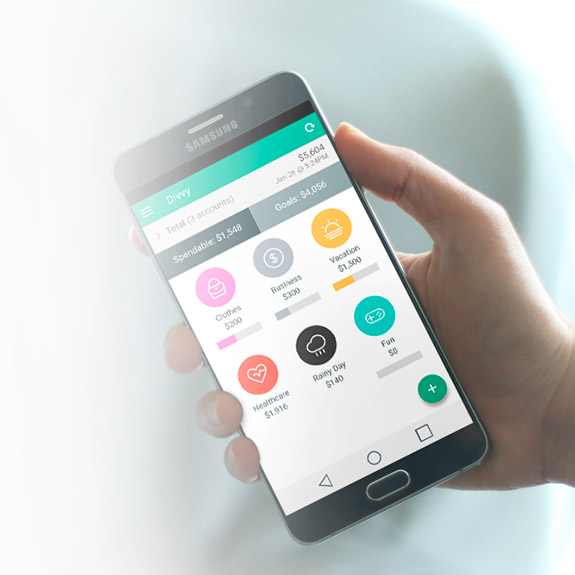 SAMSUNG
Divvy
Total (3 accounts)
$5,604
Jan 26 @ 5:24PM
Spendable: $1,548
Goals: $4,056
Clothes
$200
Business
$300
Vacation
$1,500
Healthcare
$1,916
Rainy Day
$140
Fun
$0